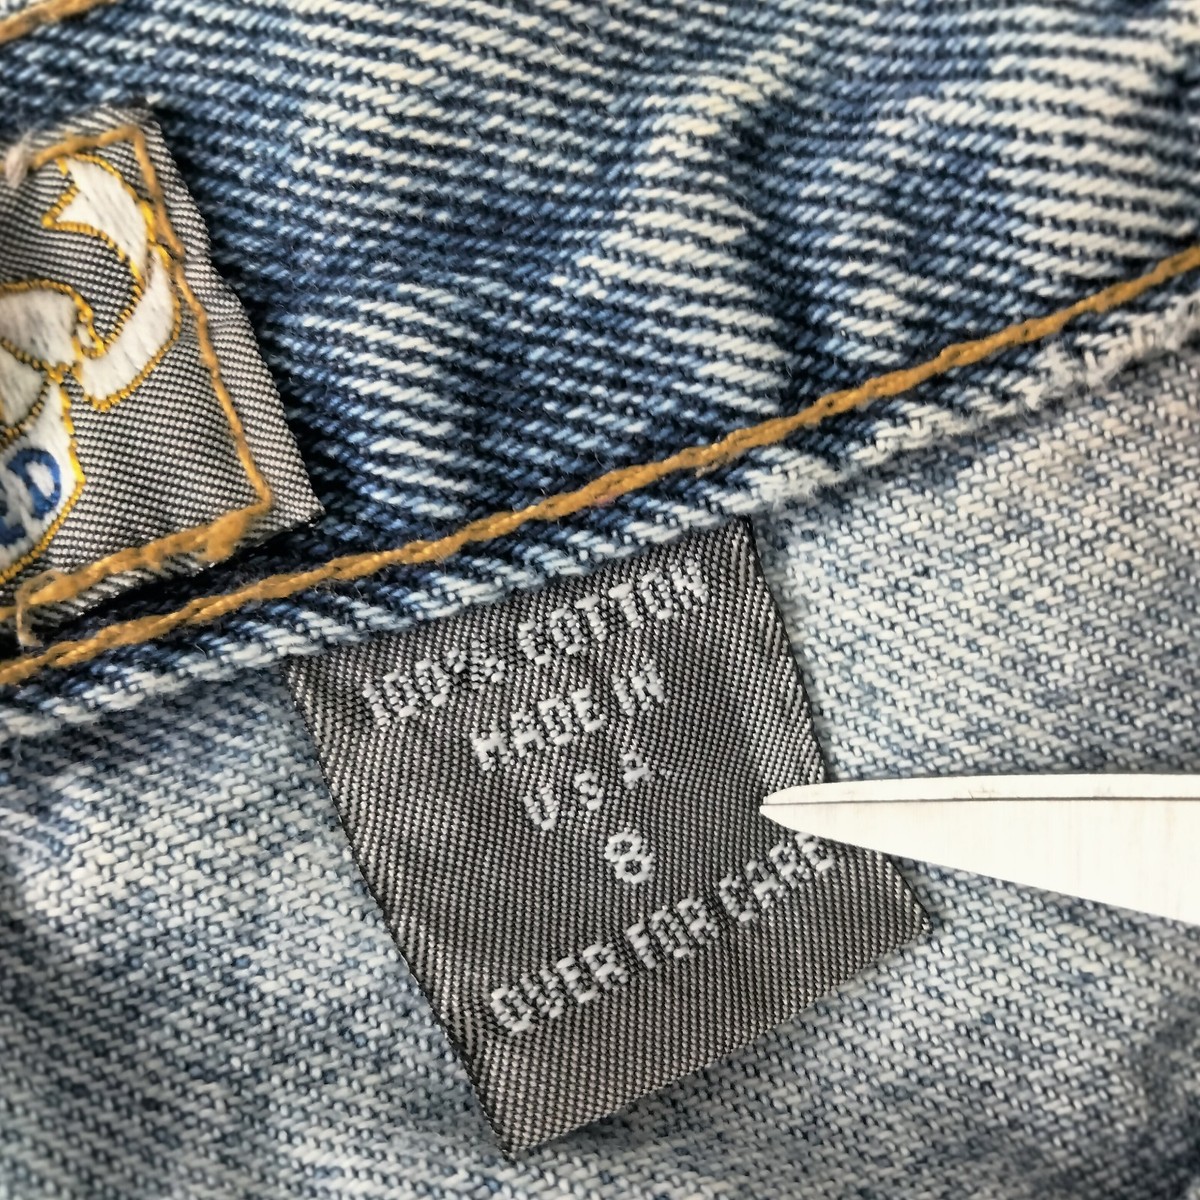 100% COTTON
MADE IN
U.S.A.
8
OVER FOR CARE